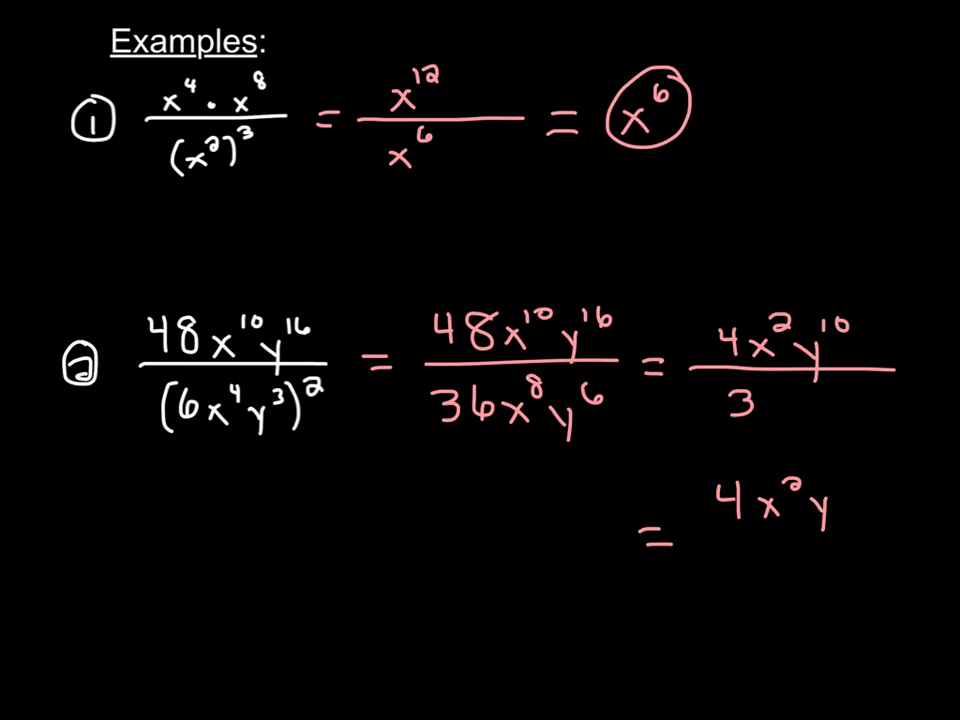 Examples:
① x⁴ · x⁸ / (x²)³ = x¹² / x⁶ = x⁶
② 48x¹⁰y¹⁶ / (6x⁴y³)² = 48x¹⁰y¹⁶ / 36x⁸y⁶ = 4x²y¹⁰ / 3
= 4x²y